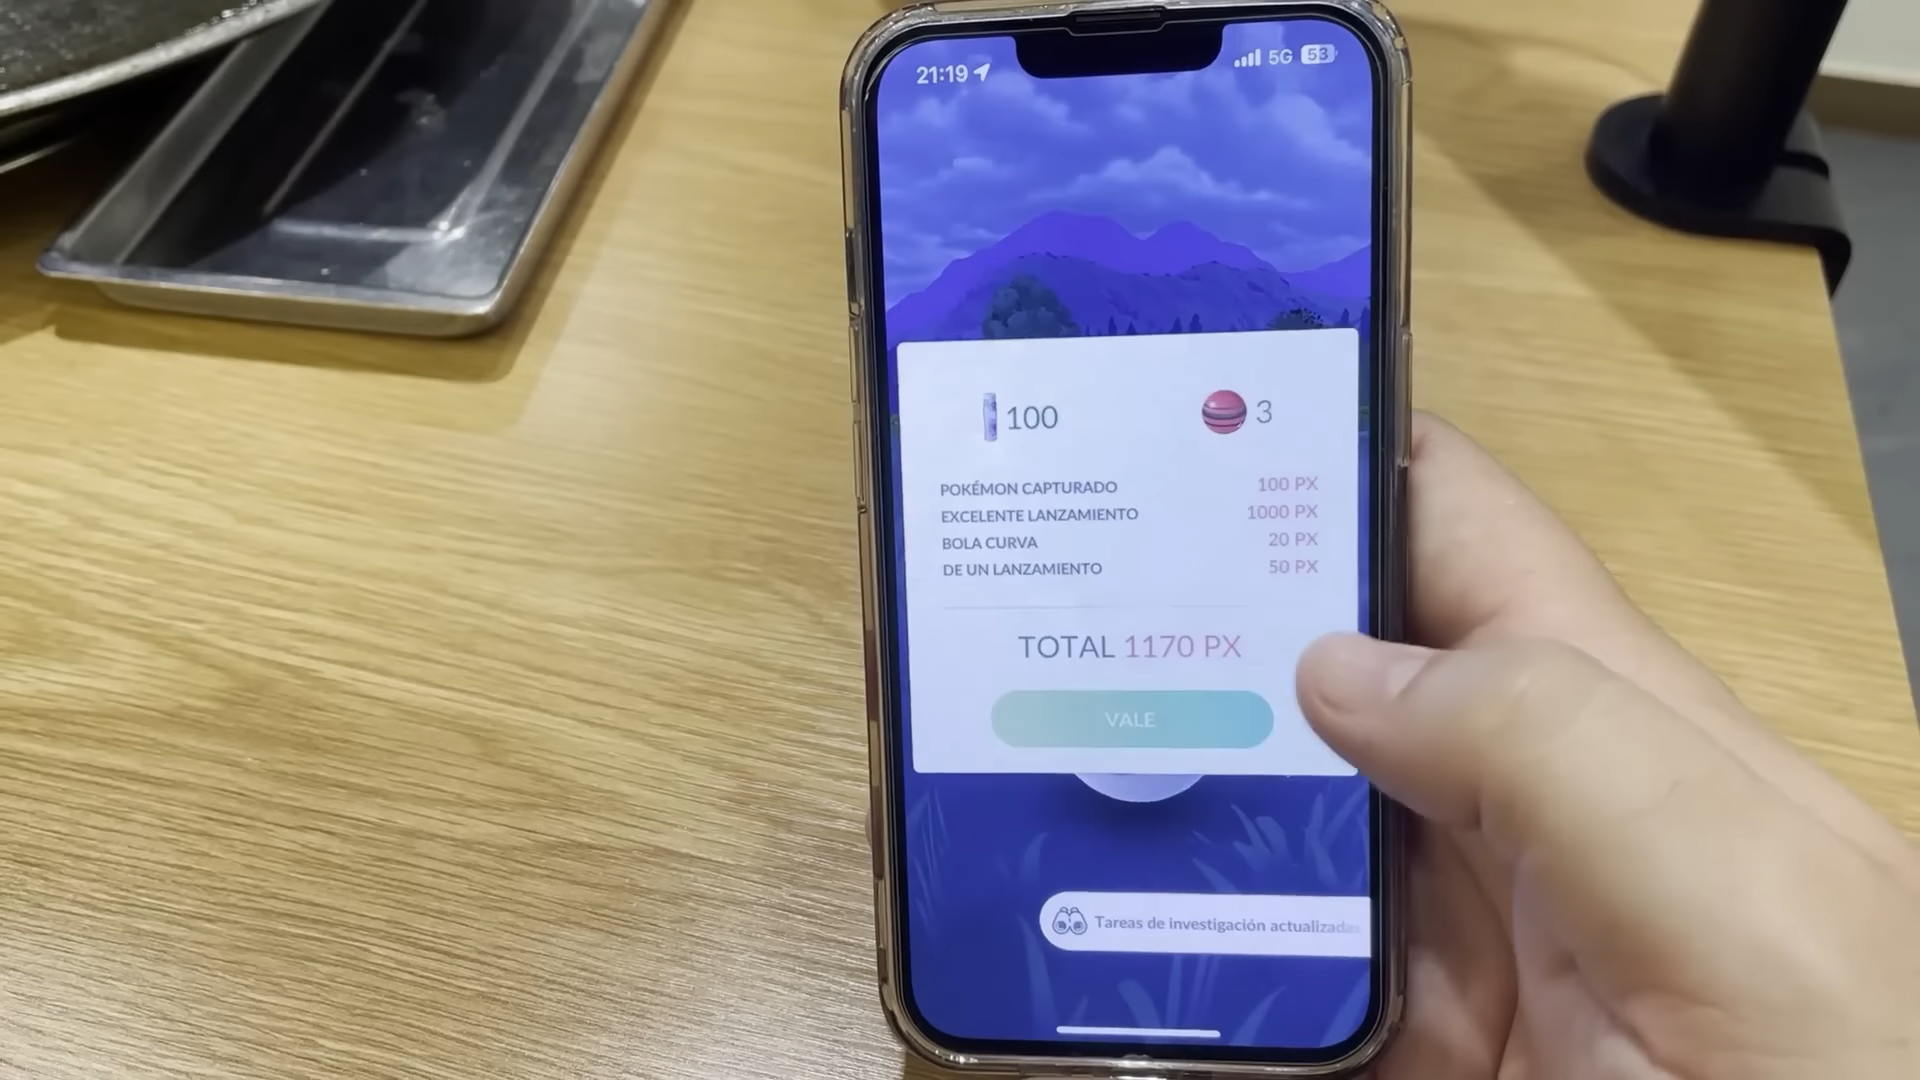 21:19
5G 53
100
3
POKÉMON CAPTURADO 100 PX
EXCELENTE LANZAMIENTO 1000 PX
BOLA CURVA 20 PX
DE UN LANZAMIENTO 50 PX
TOTAL 1170 PX
VALE
Tareas de investigación actualizadas